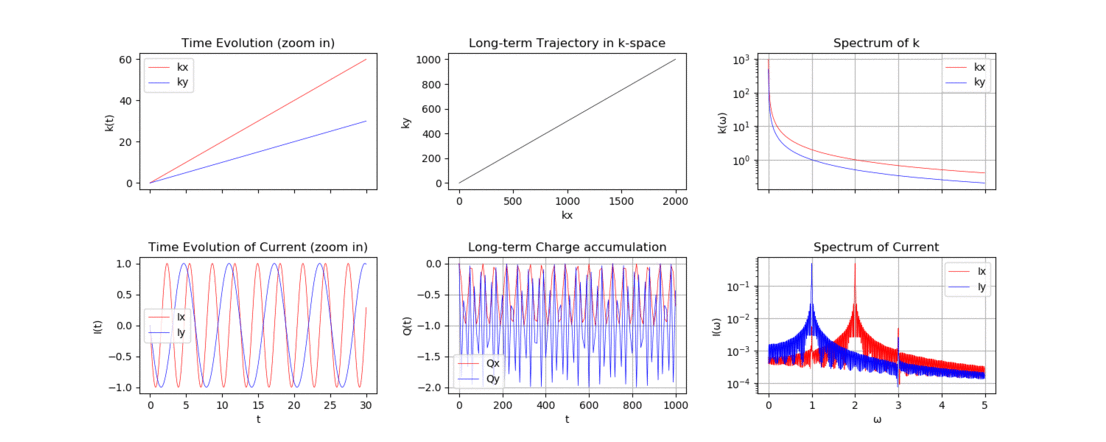 Time Evolution (zoom in)
k(t)
60
40
20
0
kx
ky
Long-term Trajectory in k-space
ky
1000
800
600
400
200
0
0 500 1000 1500 2000
kx
Spectrum of k
k(ω)
10³
10²
10¹
10⁰
kx
ky
Time Evolution of Current (zoom in)
I(t)
1.0
0.5
0.0
−0.5
−1.0
Ix
Iy
0 5 10 15 20 25 30
t
Long-term Charge accumulation
Q(t)
0.0
−0.5
−1.0
−1.5
−2.0
Qx
Qy
0 200 400 600 800 1000
t
Spectrum of Current
I(ω)
10⁻¹
10⁻²
10⁻³
10⁻⁴
Ix
Iy
0 1 2 3 4 5
ω